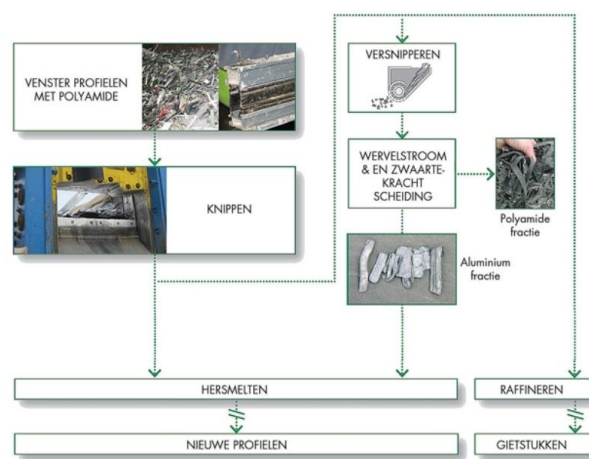 VENSTER PROFIELEN
MET POLYAMIDE
KNIPPEN
VERSNIPPEREN
WERVELSTROOM
& EN ZWAARTE-
KRACHT
SCHEIDING
Polyamide
fractie
Aluminium
fractie
HERSMELTEN
RAFFINEREN
NIEUWE PROFIELEN
GIETSTUKKEN